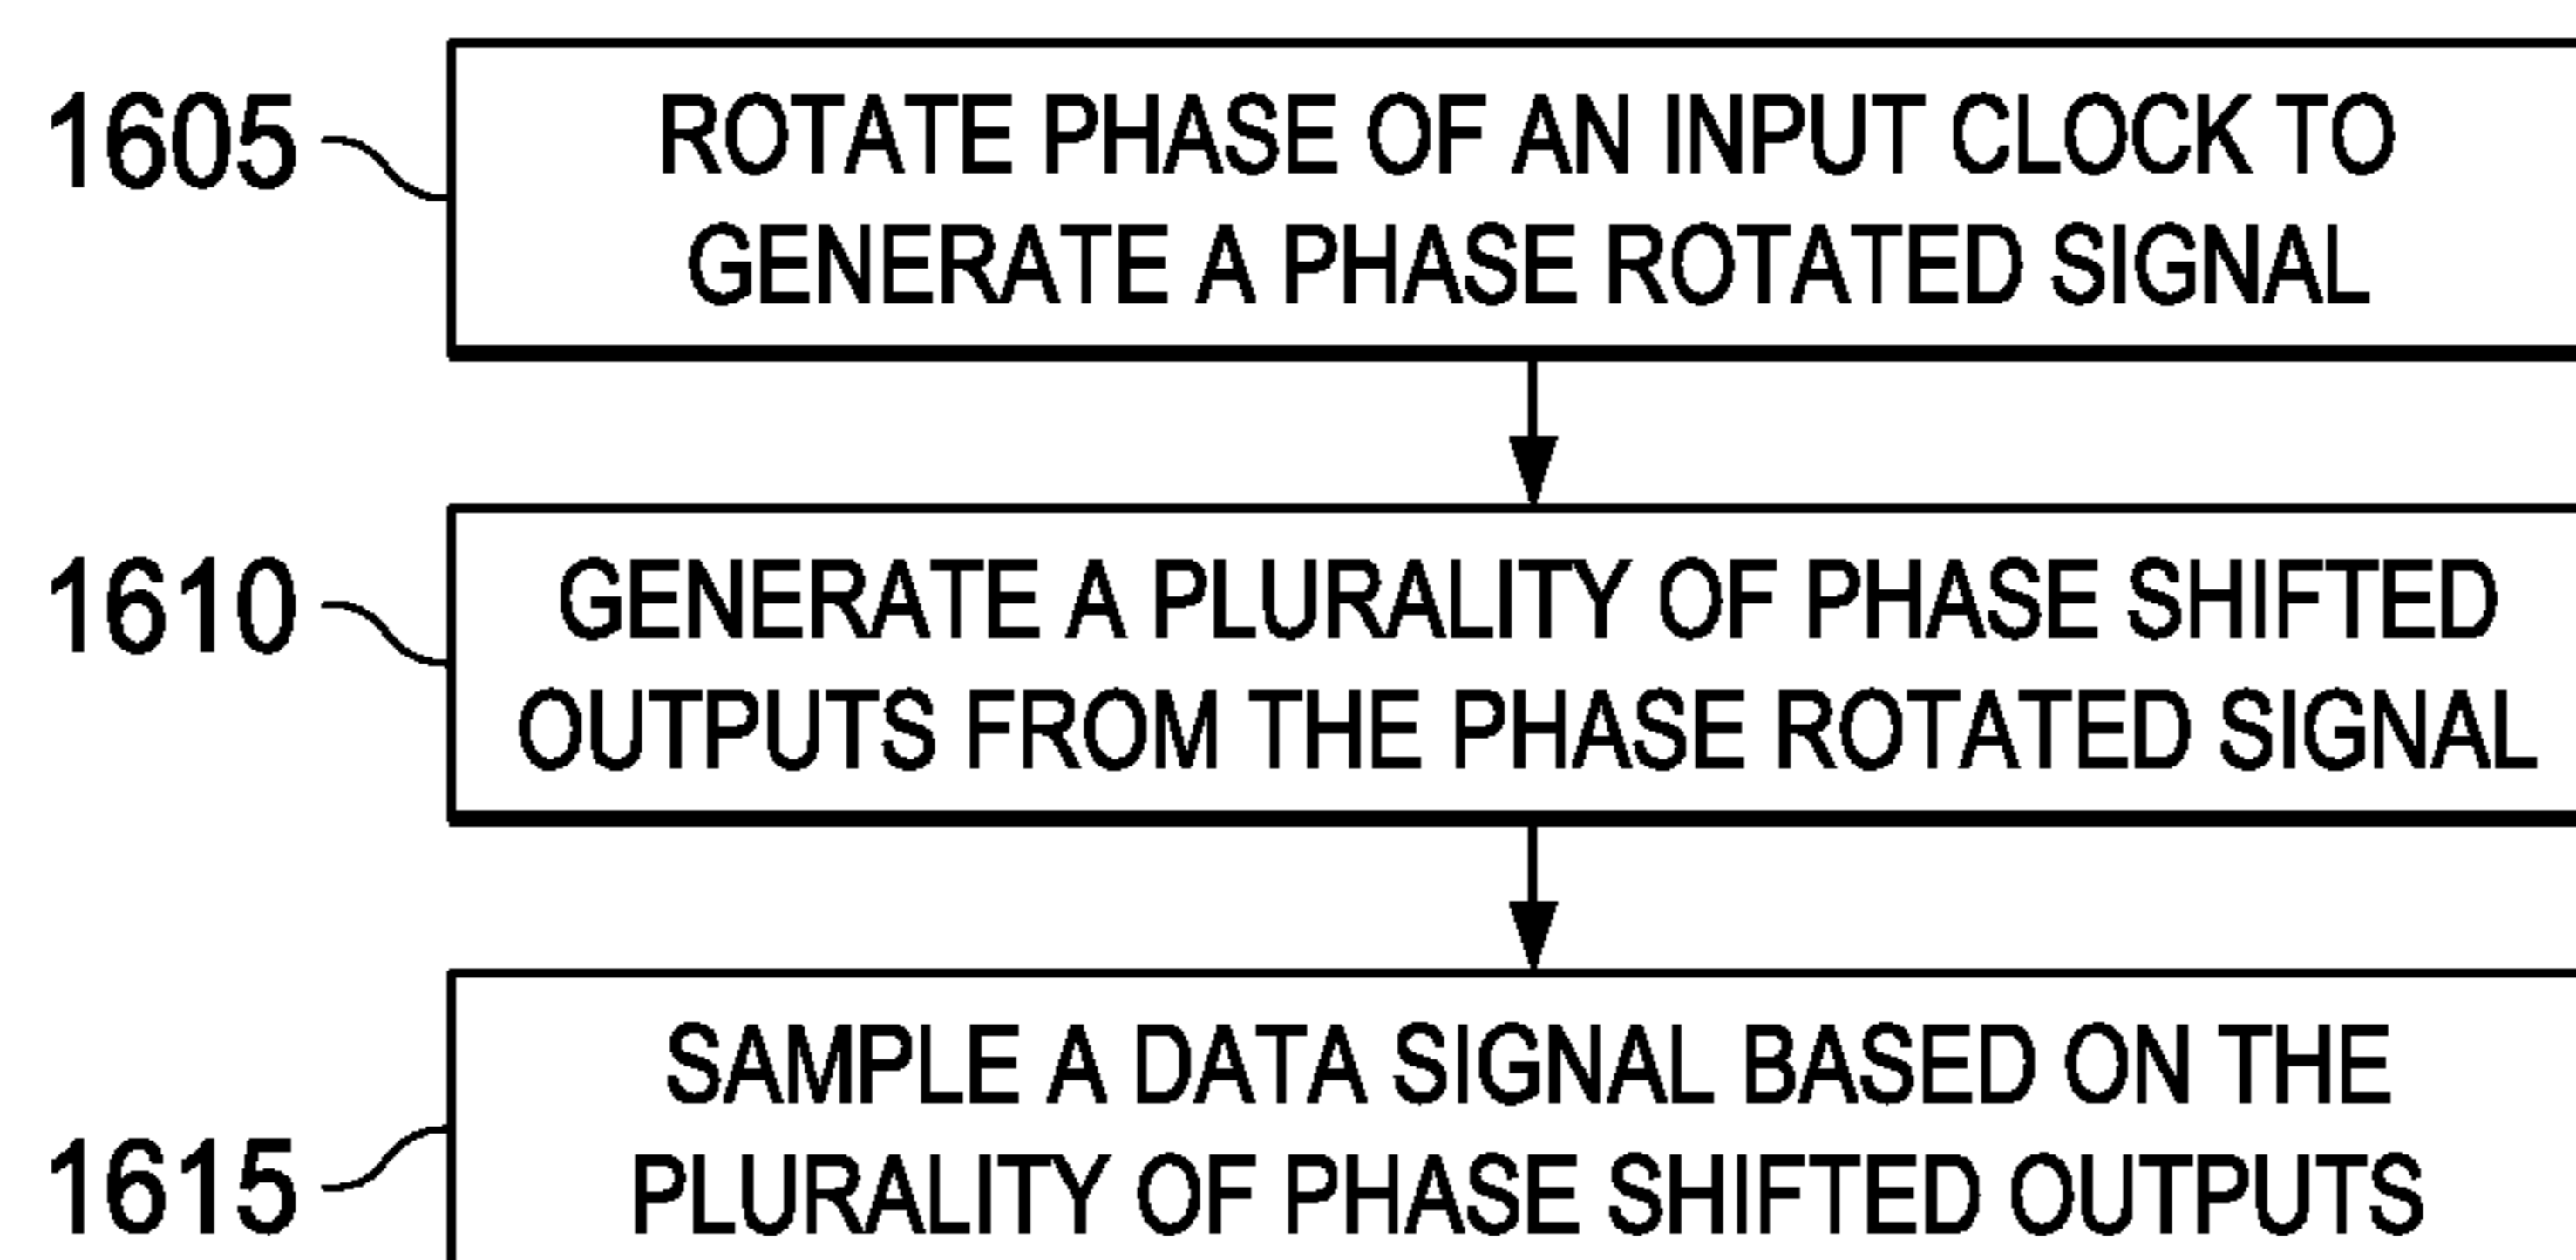 1605
ROTATE PHASE OF AN INPUT CLOCK TO
GENERATE A PHASE ROTATED SIGNAL
1610
GENERATE A PLURALITY OF PHASE SHIFTED
OUTPUTS FROM THE PHASE ROTATED SIGNAL
1615
SAMPLE A DATA SIGNAL BASED ON THE
PLURALITY OF PHASE SHIFTED OUTPUTS